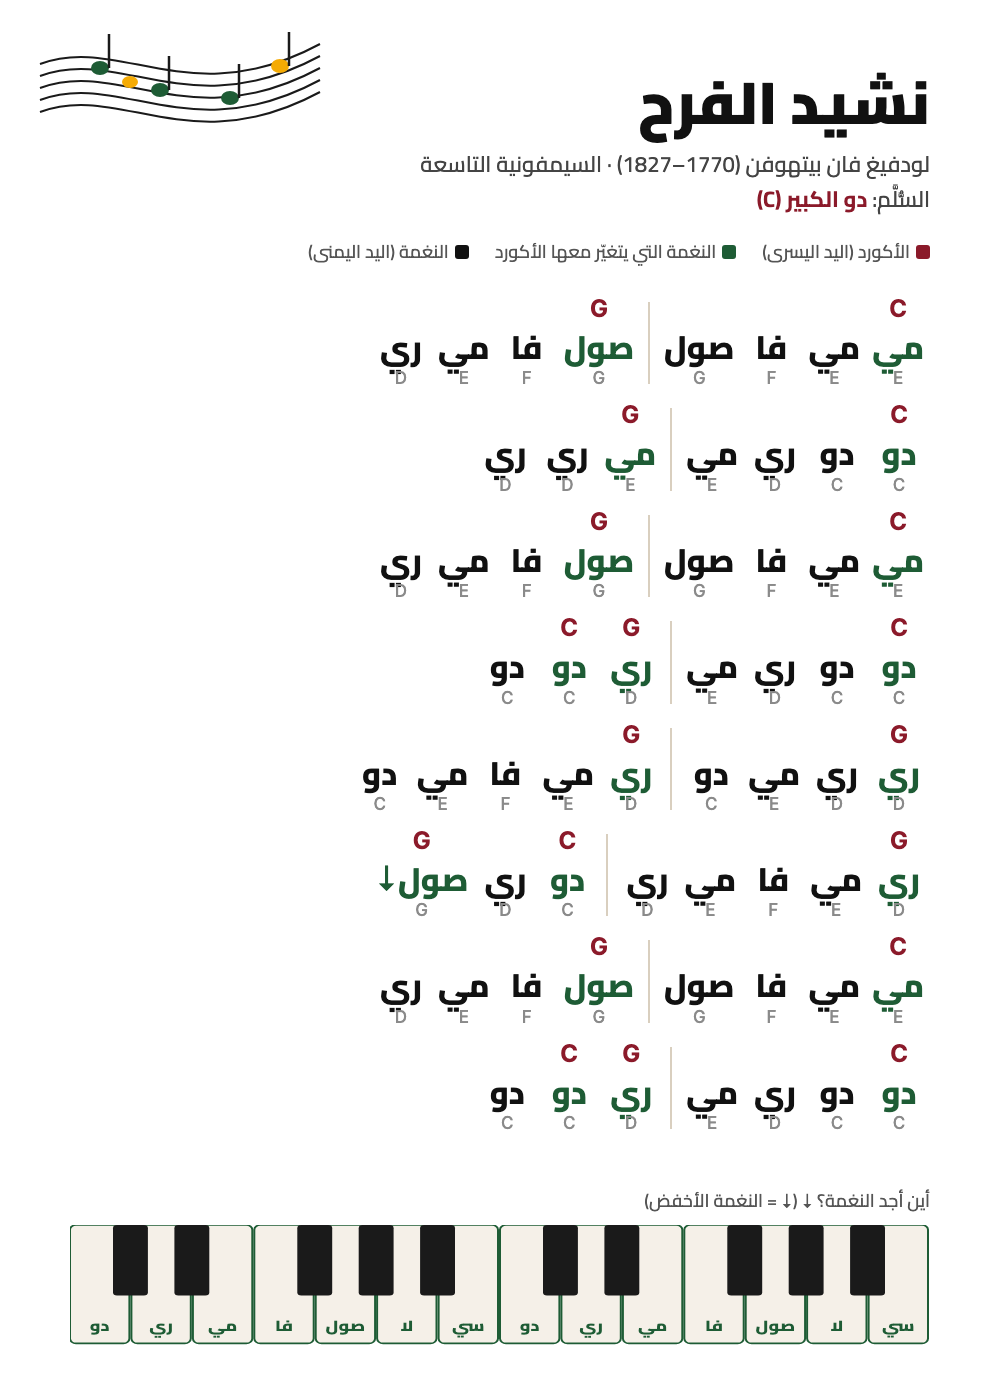 نشيد الفرح
لودفيغ فان بيتهوفن (1770–1827) · السيمفونية التاسعة
السُّلَّم: دو الكبير (C)
الأكورد (اليد اليسرى) النغمة التي يتغيّر معها الأكورد النغمة (اليد اليمنى)
C G
مي مي فا صول صول فا مي ري
E E F G G F E D
C G
دو دو ري مي مي ري ري
C C D E E D D
C G
مي مي فا صول صول فا مي ري
E E F G G F E D
C G C
دو دو ري مي ري دو دو
C C D E D C C
G G
ري ري مي دو ري مي فا مي دو
D D E C D E F E C
G C G
ري مي فا مي ري دو ري صول↓
D E F E D C D G
C G
مي مي فا صول صول فا مي ري
E E F G G F E D
C G C
دو دو ري مي ري دو دو
C C D E D C C
أين أجد النغمة؟ ↓ (↓ = النغمة الأخفض)
دو ري مي فا صول لا سي دو ري مي فا صول لا سي